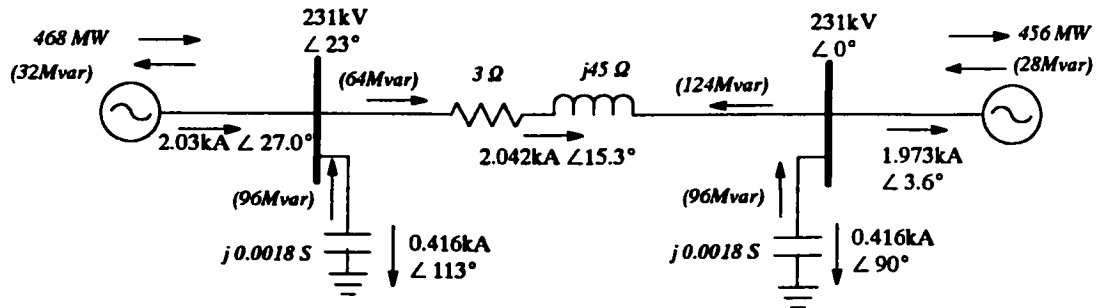 231kV
∠ 23°
231kV
∠ 0°
468 MW
(32Mvar)
(64Mvar)
3 Ω
j45 Ω
(124Mvar)
456 MW
(28Mvar)
2.03kA ∠ 27.0°
2.042kA ∠15.3°
1.973kA
∠ 3.6°
(96Mvar)
j 0.0018 S
0.416kA
∠ 113°
(96Mvar)
j 0.0018 S
0.416kA
∠ 90°